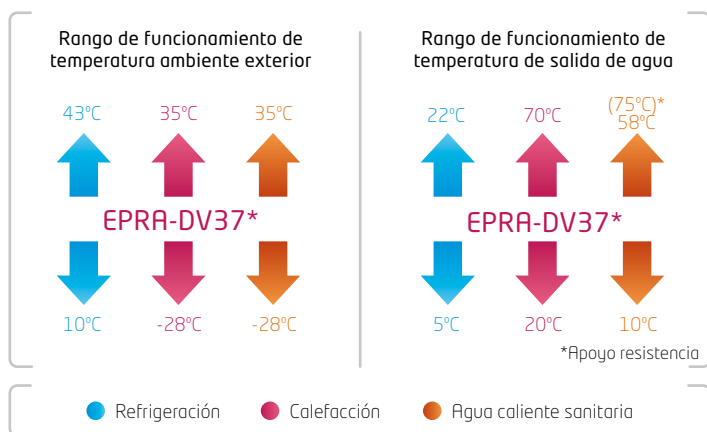 Rango de funcionamiento de
temperatura ambiente exterior
43ºC 35ºC 35ºC
EPRA-DV37*
10ºC -28ºC -28ºC
Rango de funcionamiento de
temperatura de salida de agua
22ºC 70ºC (75ºC)*
58ºC
EPRA-DV37*
5ºC 20ºC 10ºC
*Apoyo resistencia
Refrigeración Calefacción Agua caliente sanitaria